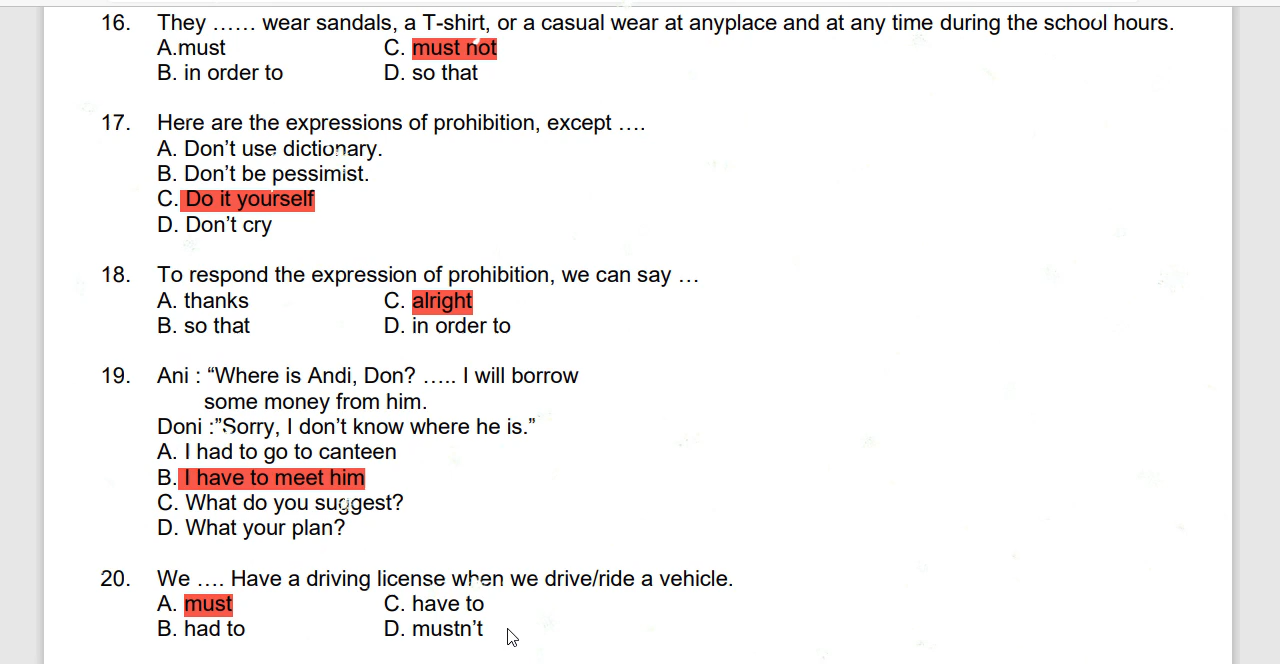 16. They …… wear sandals, a T-shirt, or a casual wear at anyplace and at any time during the school hours.
A.must C. must not
B. in order to D. so that
17. Here are the expressions of prohibition, except ….
A. Don’t use dictionary.
B. Don’t be pessimist.
C. Do it yourself
D. Don’t cry
18. To respond the expression of prohibition, we can say …
A. thanks C. alright
B. so that D. in order to
19. Ani : “Where is Andi, Don? ….. I will borrow
some money from him.
Doni :”Sorry, I don’t know where he is.”
A. I had to go to canteen
B. I have to meet him
C. What do you suggest?
D. What your plan?
20. We …. Have a driving license when we drive/ride a vehicle.
A. must C. have to
B. had to D. mustn’t